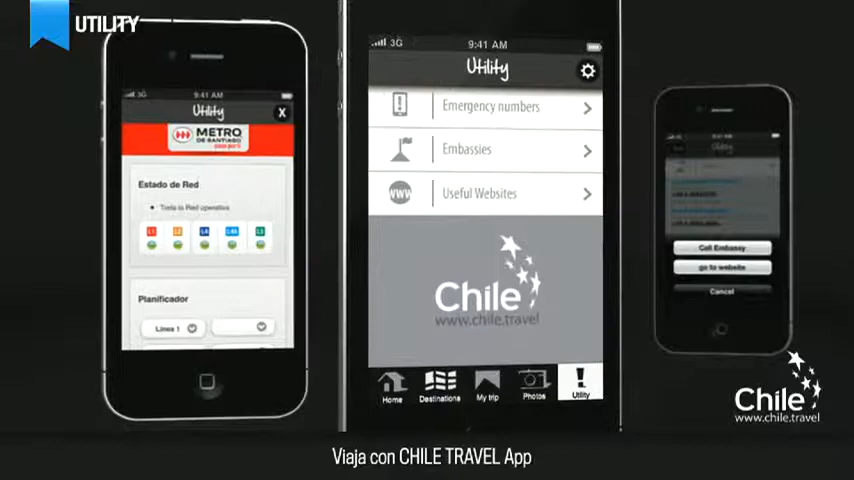 UTILITY
3G
9:41 AM
Utility
X
METRO
DE SANTIAGO
Estado de Red
Toda la Red operativa
L1 L2 L4 L4A L5
Planificador
Línea 1
3G
9:41 AM
Utility
Emergency numbers
Embassies
www
Useful Websites
Chile
www.chile.travel
Home
Destinations
My trip
Photos
Utility
Call Embassy
go to website
Cancel
Chile
www.chile.travel
Viaja con CHILE TRAVEL App